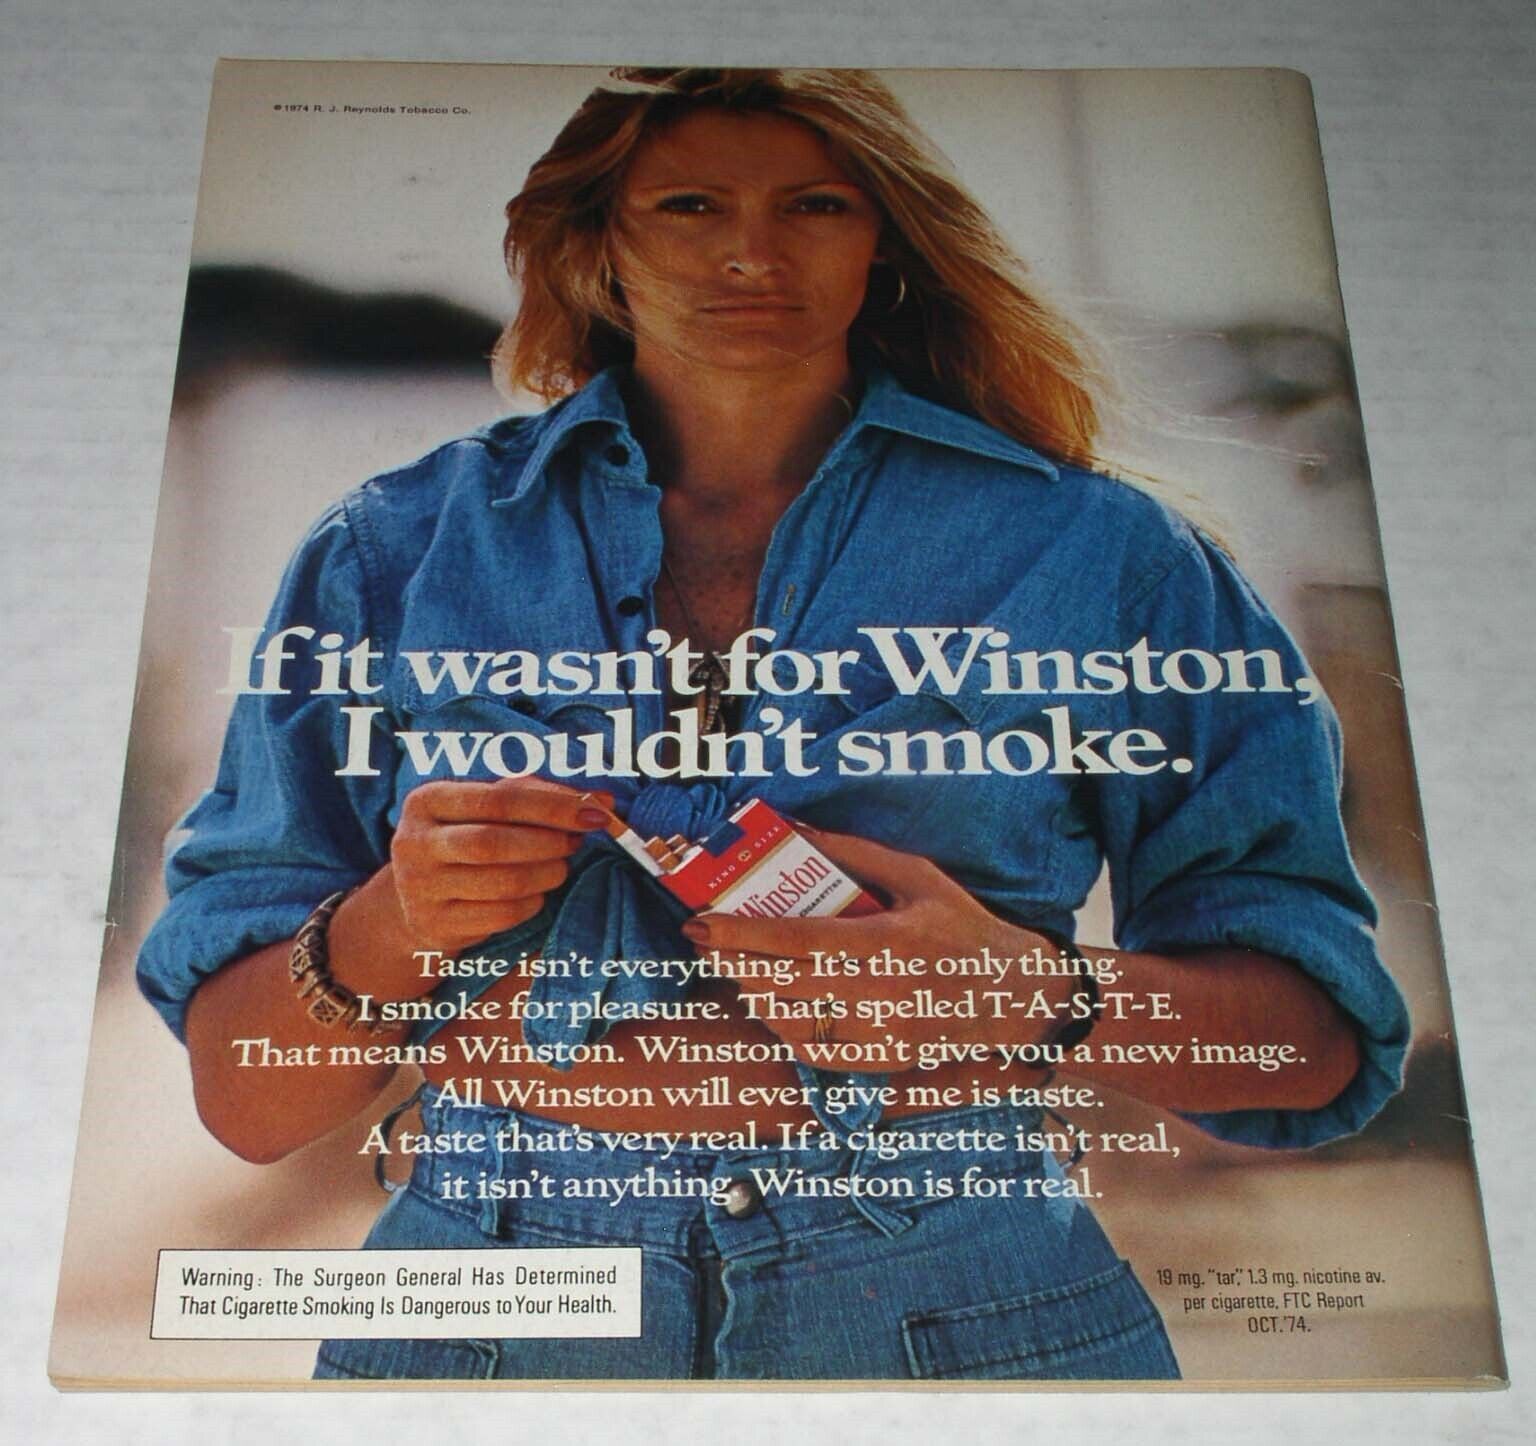 ©1974 R. J. Reynolds Tobacco Co.
If it wasn't for Winston,
I wouldn't smoke.
KING SIZE
Winston
CIGARETTES
Taste isn't everything. It's the only thing.
I smoke for pleasure. That's spelled T-A-S-T-E.
That means Winston. Winston won't give you a new image.
All Winston will ever give me is taste.
A taste that's very real. If a cigarette isn't real,
it isn't anything. Winston is for real.
Warning: The Surgeon General Has Determined
That Cigarette Smoking Is Dangerous to Your Health.
19 mg. "tar", 1.3 mg. nicotine av.
per cigarette, FTC Report
OCT.'74.